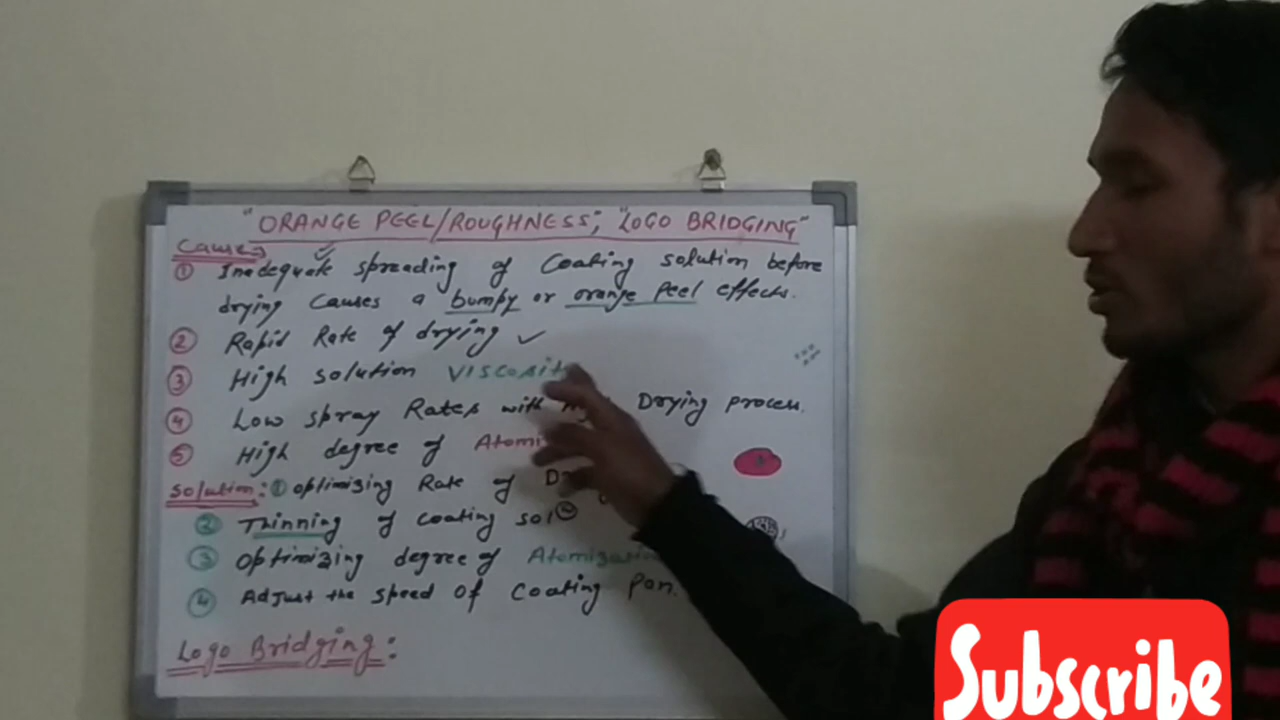 "ORANGE PEEL/ROUGHNESS", "LOGO BRIDGING"
Causes
① Inadequate spreading of Coating solution before
drying Causes a bumpy or orange Peel effects.
② Rapid Rate of drying ✓
③ High solution
④ Low spray Rates with Drying process.
⑤ High degree of
Solution: ① optimizing Rate of
② Thinning of coating sol
③ Optimizing degree of
④ Adjust the speed of Coating Pan.
Logo Bridging:
Subscribe